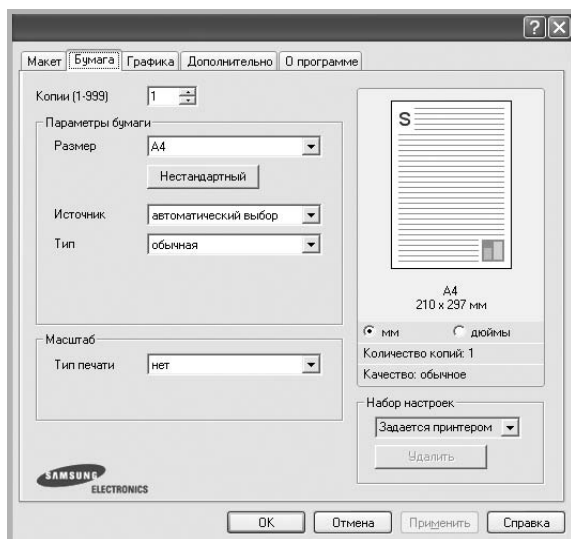 Макет Бумага Графика Дополнительно О программе
Копии (1-999) 1
Параметры бумаги
Размер A4
Нестандартный
Источник автоматический выбор
Тип обычная
Масштаб
Тип печати нет
S
A4
210 x 297 мм
мм дюймы
Количество копий: 1
Качество: обычное
Набор настроек
Задается принтером
Удалить
SAMSUNG
ELECTRONICS
OK Отмена Применить Справка